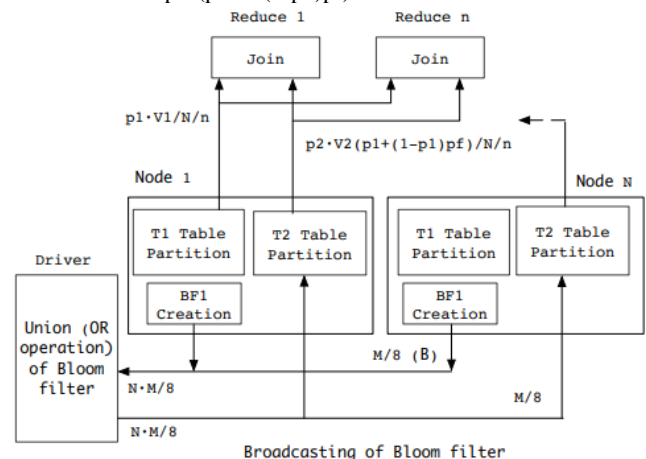 Reduce 1
Reduce n
Join
Join
p1·V1/N/n
p2·V2(p1+(1-p1)pf)/N/n
Node 1
Node N
T1 Table
Partition
T2 Table
Partition
T1 Table
Partition
T2 Table
Partition
Driver
BF1
Creation
BF1
Creation
Union (OR
operation)
of Bloom
filter
M/8 (B)
N·M/8
M/8
N·M/8
Broadcasting of Bloom filter